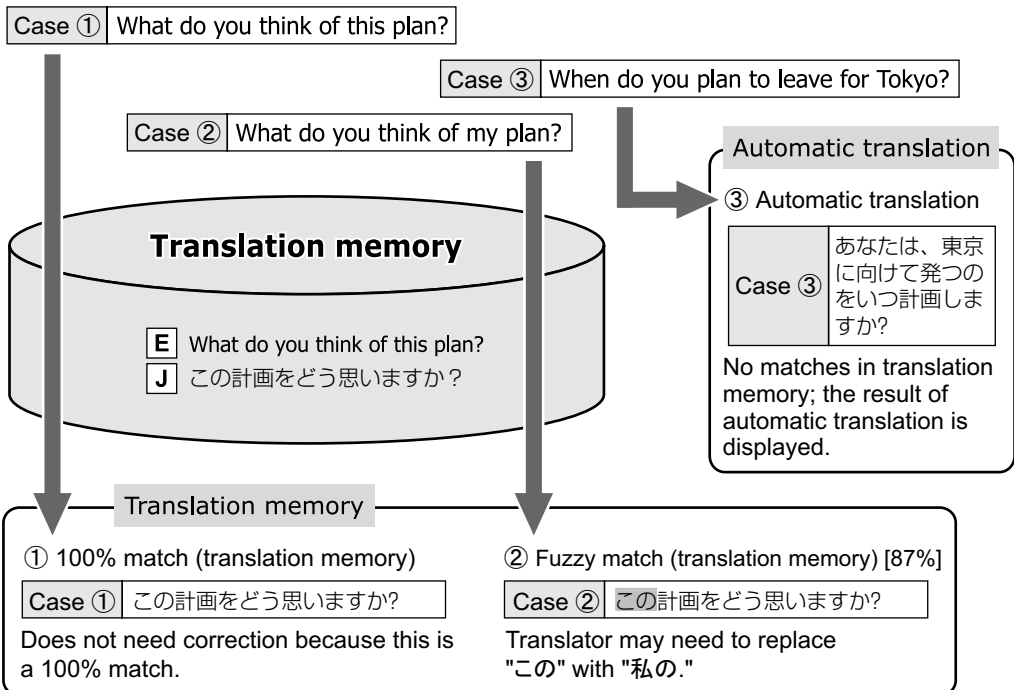 Case ① What do you think of this plan?
Case ③ When do you plan to leave for Tokyo?
Case ② What do you think of my plan?
Automatic translation
③ Automatic translation
Case ③
あなたは、東京
に向けて発つの
をいつ計画しま
すか?
No matches in translation
memory; the result of
automatic translation is
displayed.
Translation memory
E What do you think of this plan?
J この計画をどう思いますか？
Translation memory
① 100% match (translation memory)
Case ① この計画をどう思いますか?
Does not need correction because this is
a 100% match.
② Fuzzy match (translation memory) [87%]
Case ② この計画をどう思いますか?
Translator may need to replace
"この" with "私の."